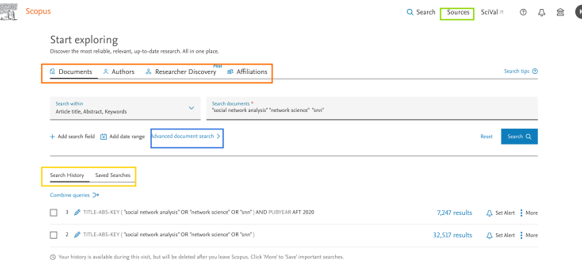 Scopus
Search Sources SciVal
Start exploring
Discover the most reliable, relevant, up-to-date research. All in one place.
Documents Authors Researcher Discovery Affiliations
Search tips
Search within
Article title, Abstract, Keywords
Search documents *
"social network analysis" "network science" "snn"
+ Add search field Add date range Advanced document search >
Reset Search
Search History Saved Searches
Combine queries
3 TITLE-ABS-KEY ( "social network analysis" OR "network science" OR "snn" ) AND PUBYEAR AFT 2020 7,247 results Set Alert More
2 TITLE-ABS-KEY ( "social network analysis" OR "network science" OR "snn" ) 32,517 results Set Alert More
Your history is available during this visit, but will be deleted after you leave Scopus. Click 'More' to 'Save' important searches.